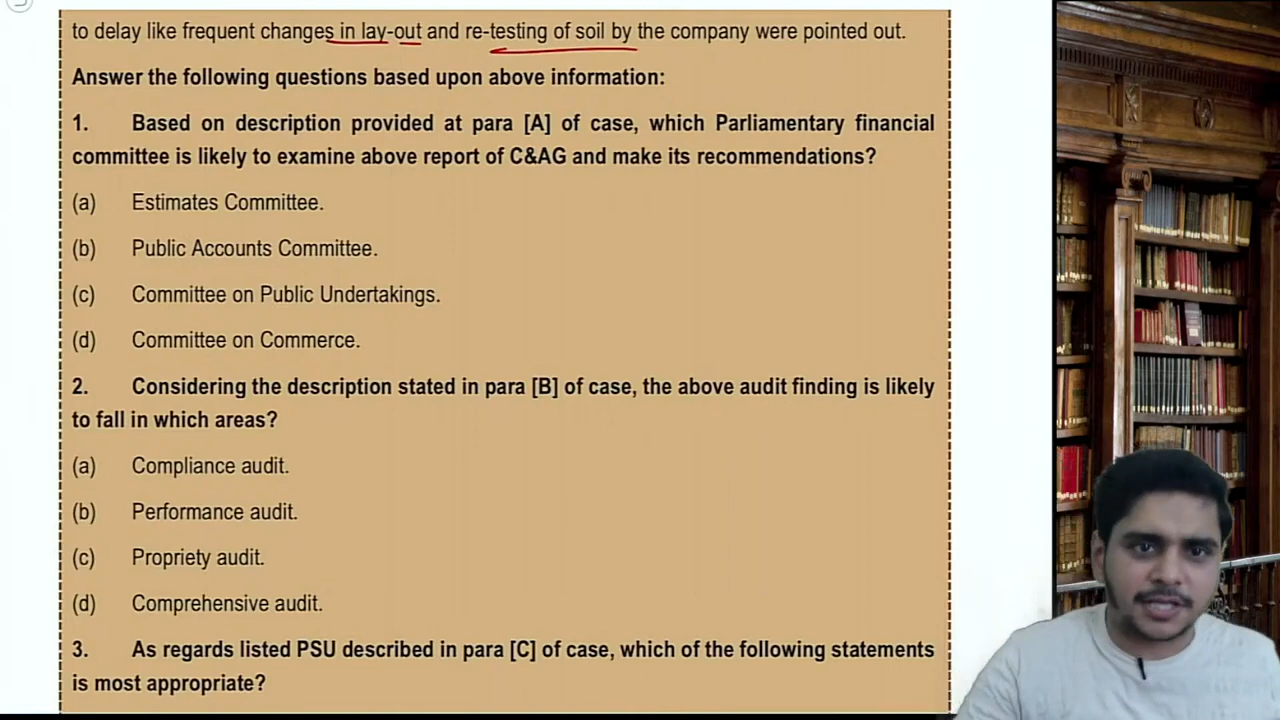 to delay like frequent changes in lay-out and re-testing of soil by the company were pointed out.
Answer the following questions based upon above information:
1. Based on description provided at para [A] of case, which Parliamentary financial
committee is likely to examine above report of C&AG and make its recommendations?
(a) Estimates Committee.
(b) Public Accounts Committee.
(c) Committee on Public Undertakings.
(d) Committee on Commerce.
2. Considering the description stated in para [B] of case, the above audit finding is likely
to fall in which areas?
(a) Compliance audit.
(b) Performance audit.
(c) Propriety audit.
(d) Comprehensive audit.
3. As regards listed PSU described in para [C] of case, which of the following statements
is most appropriate?